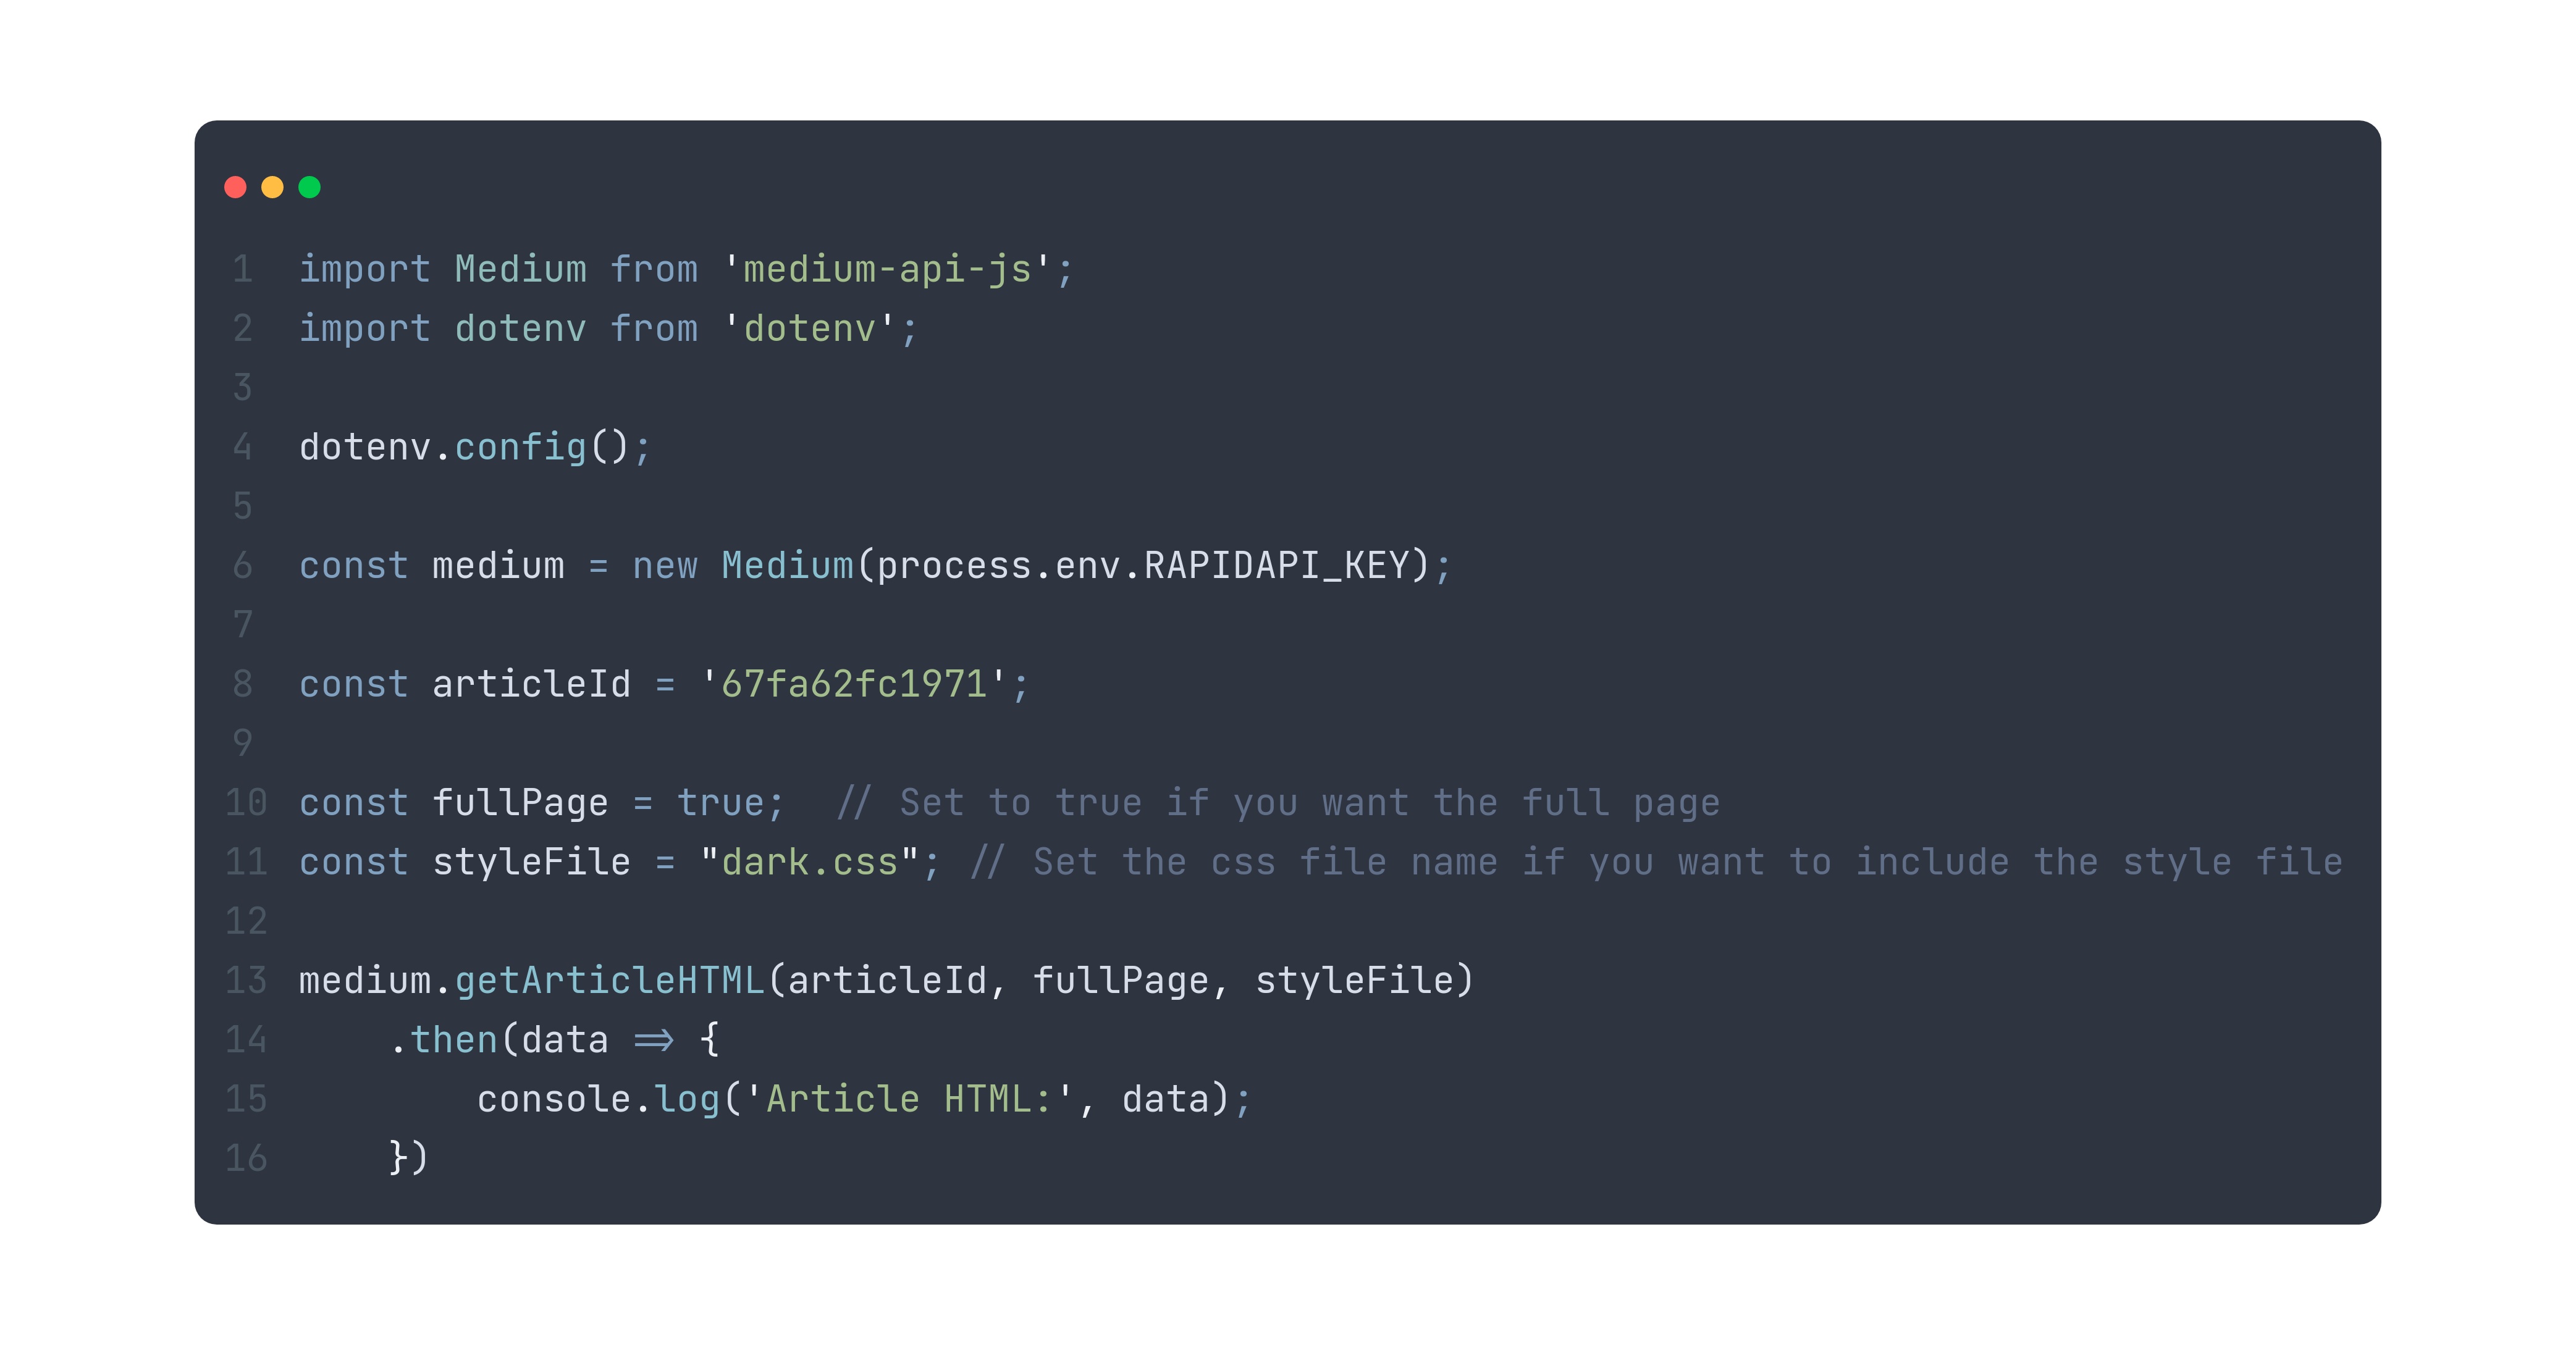 1 import Medium from 'medium-api-js';
2 import dotenv from 'dotenv';
3
4 dotenv.config();
5
6 const medium = new Medium(process.env.RAPIDAPI_KEY);
7
8 const articleId = '67fa62fc1971';
9
10 const fullPage = true;  // Set to true if you want the full page
11 const styleFile = "dark.css"; // Set the css file name if you want to include the style file
12
13 medium.getArticleHTML(articleId, fullPage, styleFile)
14     .then(data => {
15         console.log('Article HTML:', data);
16     })